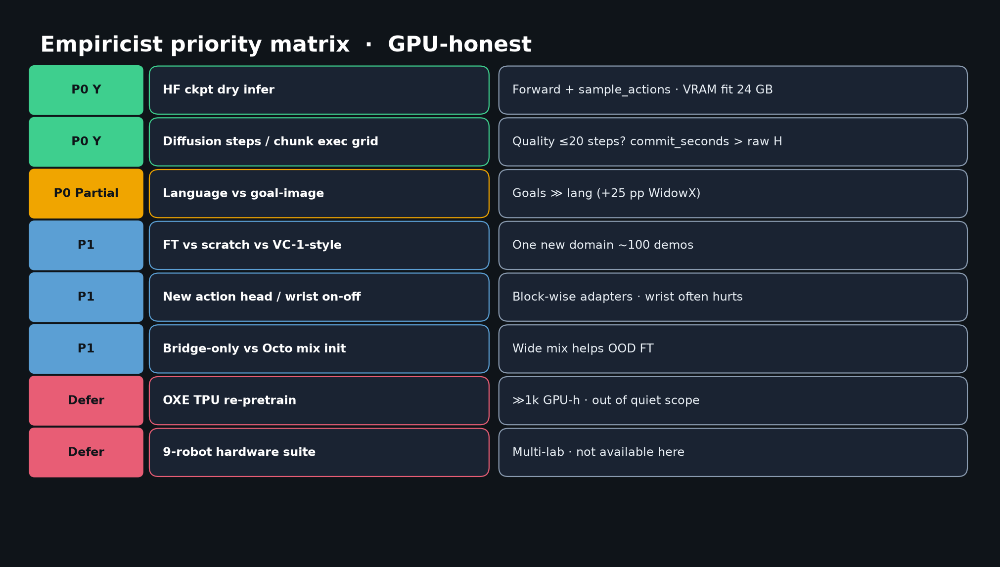 Empiricist priority matrix · GPU-honest
P0 Y
HF ckpt dry infer
Forward + sample_actions · VRAM fit 24 GB
P0 Y
Diffusion steps / chunk exec grid
Quality ≤20 steps? commit_seconds > raw H
P0 Partial
Language vs goal-image
Goals ≫ lang (+25 pp WidowX)
P1
FT vs scratch vs VC-1-style
One new domain ~100 demos
P1
New action head / wrist on-off
Block-wise adapters · wrist often hurts
P1
Bridge-only vs Octo mix init
Wide mix helps OOD FT
Defer
OXE TPU re-pretrain
≫1k GPU-h · out of quiet scope
Defer
9-robot hardware suite
Multi-lab · not available here